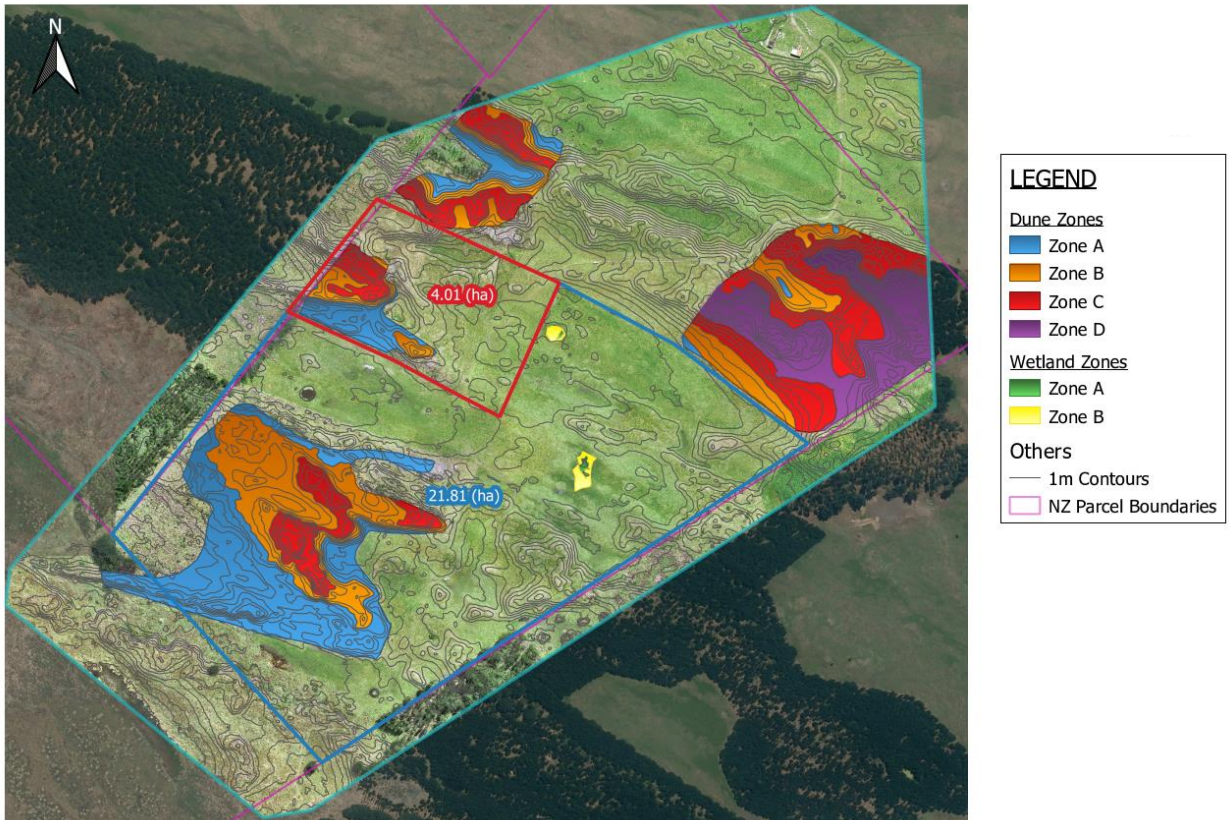 N
4.01 (ha)
21.81 (ha)
LEGEND
Dune Zones
Zone A
Zone B
Zone C
Zone D
Wetland Zones
Zone A
Zone B
Others
1m Contours
NZ Parcel Boundaries